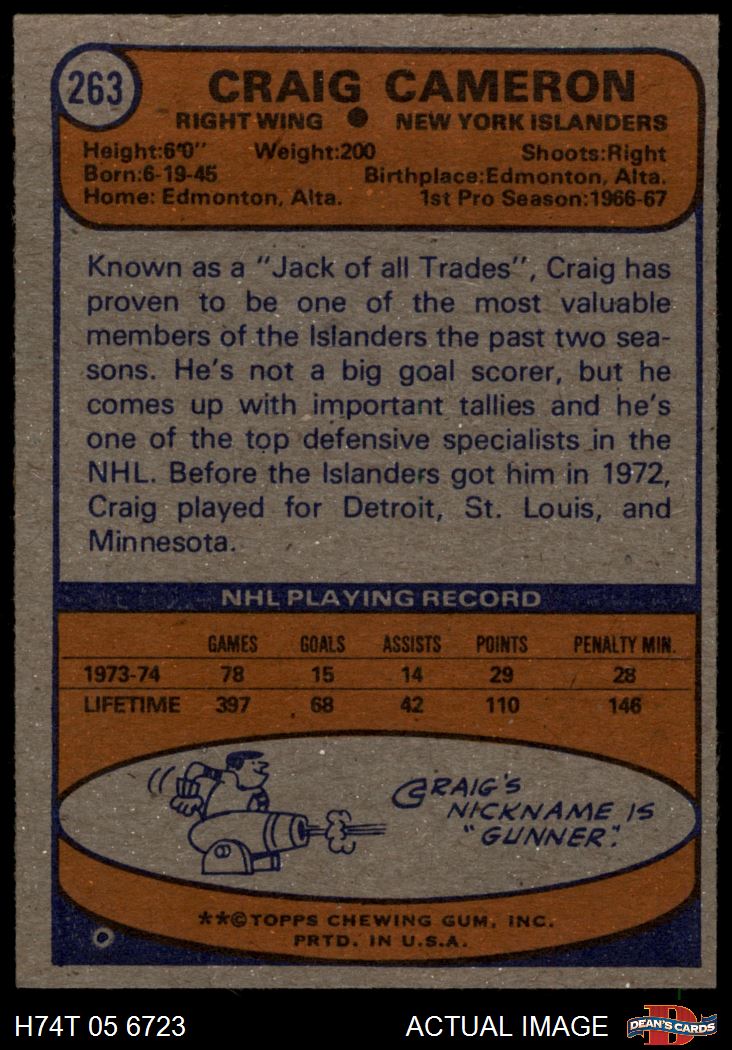 263
CRAIG CAMERON
RIGHT WING ● NEW YORK ISLANDERS
Height:6'0" Weight:200 Shoots:Right
Born:6-19-45 Birthplace:Edmonton, Alta.
Home: Edmonton, Alta. 1st Pro Season:1966-67
Known as a "Jack of all Trades", Craig has
proven to be one of the most valuable
members of the Islanders the past two sea-
sons. He's not a big goal scorer, but he
comes up with important tallies and he's
one of the top defensive specialists in the
NHL. Before the Islanders got him in 1972,
Craig played for Detroit, St. Louis, and
Minnesota.
NHL PLAYING RECORD
GAMES GOALS ASSISTS POINTS PENALTY MIN.
1973-74 78 15 14 29 28
LIFETIME 397 68 42 110 146
CRAIG'S
NICKNAME IS
"GUNNER".
**©TOPPS CHEWING GUM, INC.
PRTD. IN U.S.A.
H74T 05 6723 ACTUAL IMAGE
D
DEAN'S CARDS